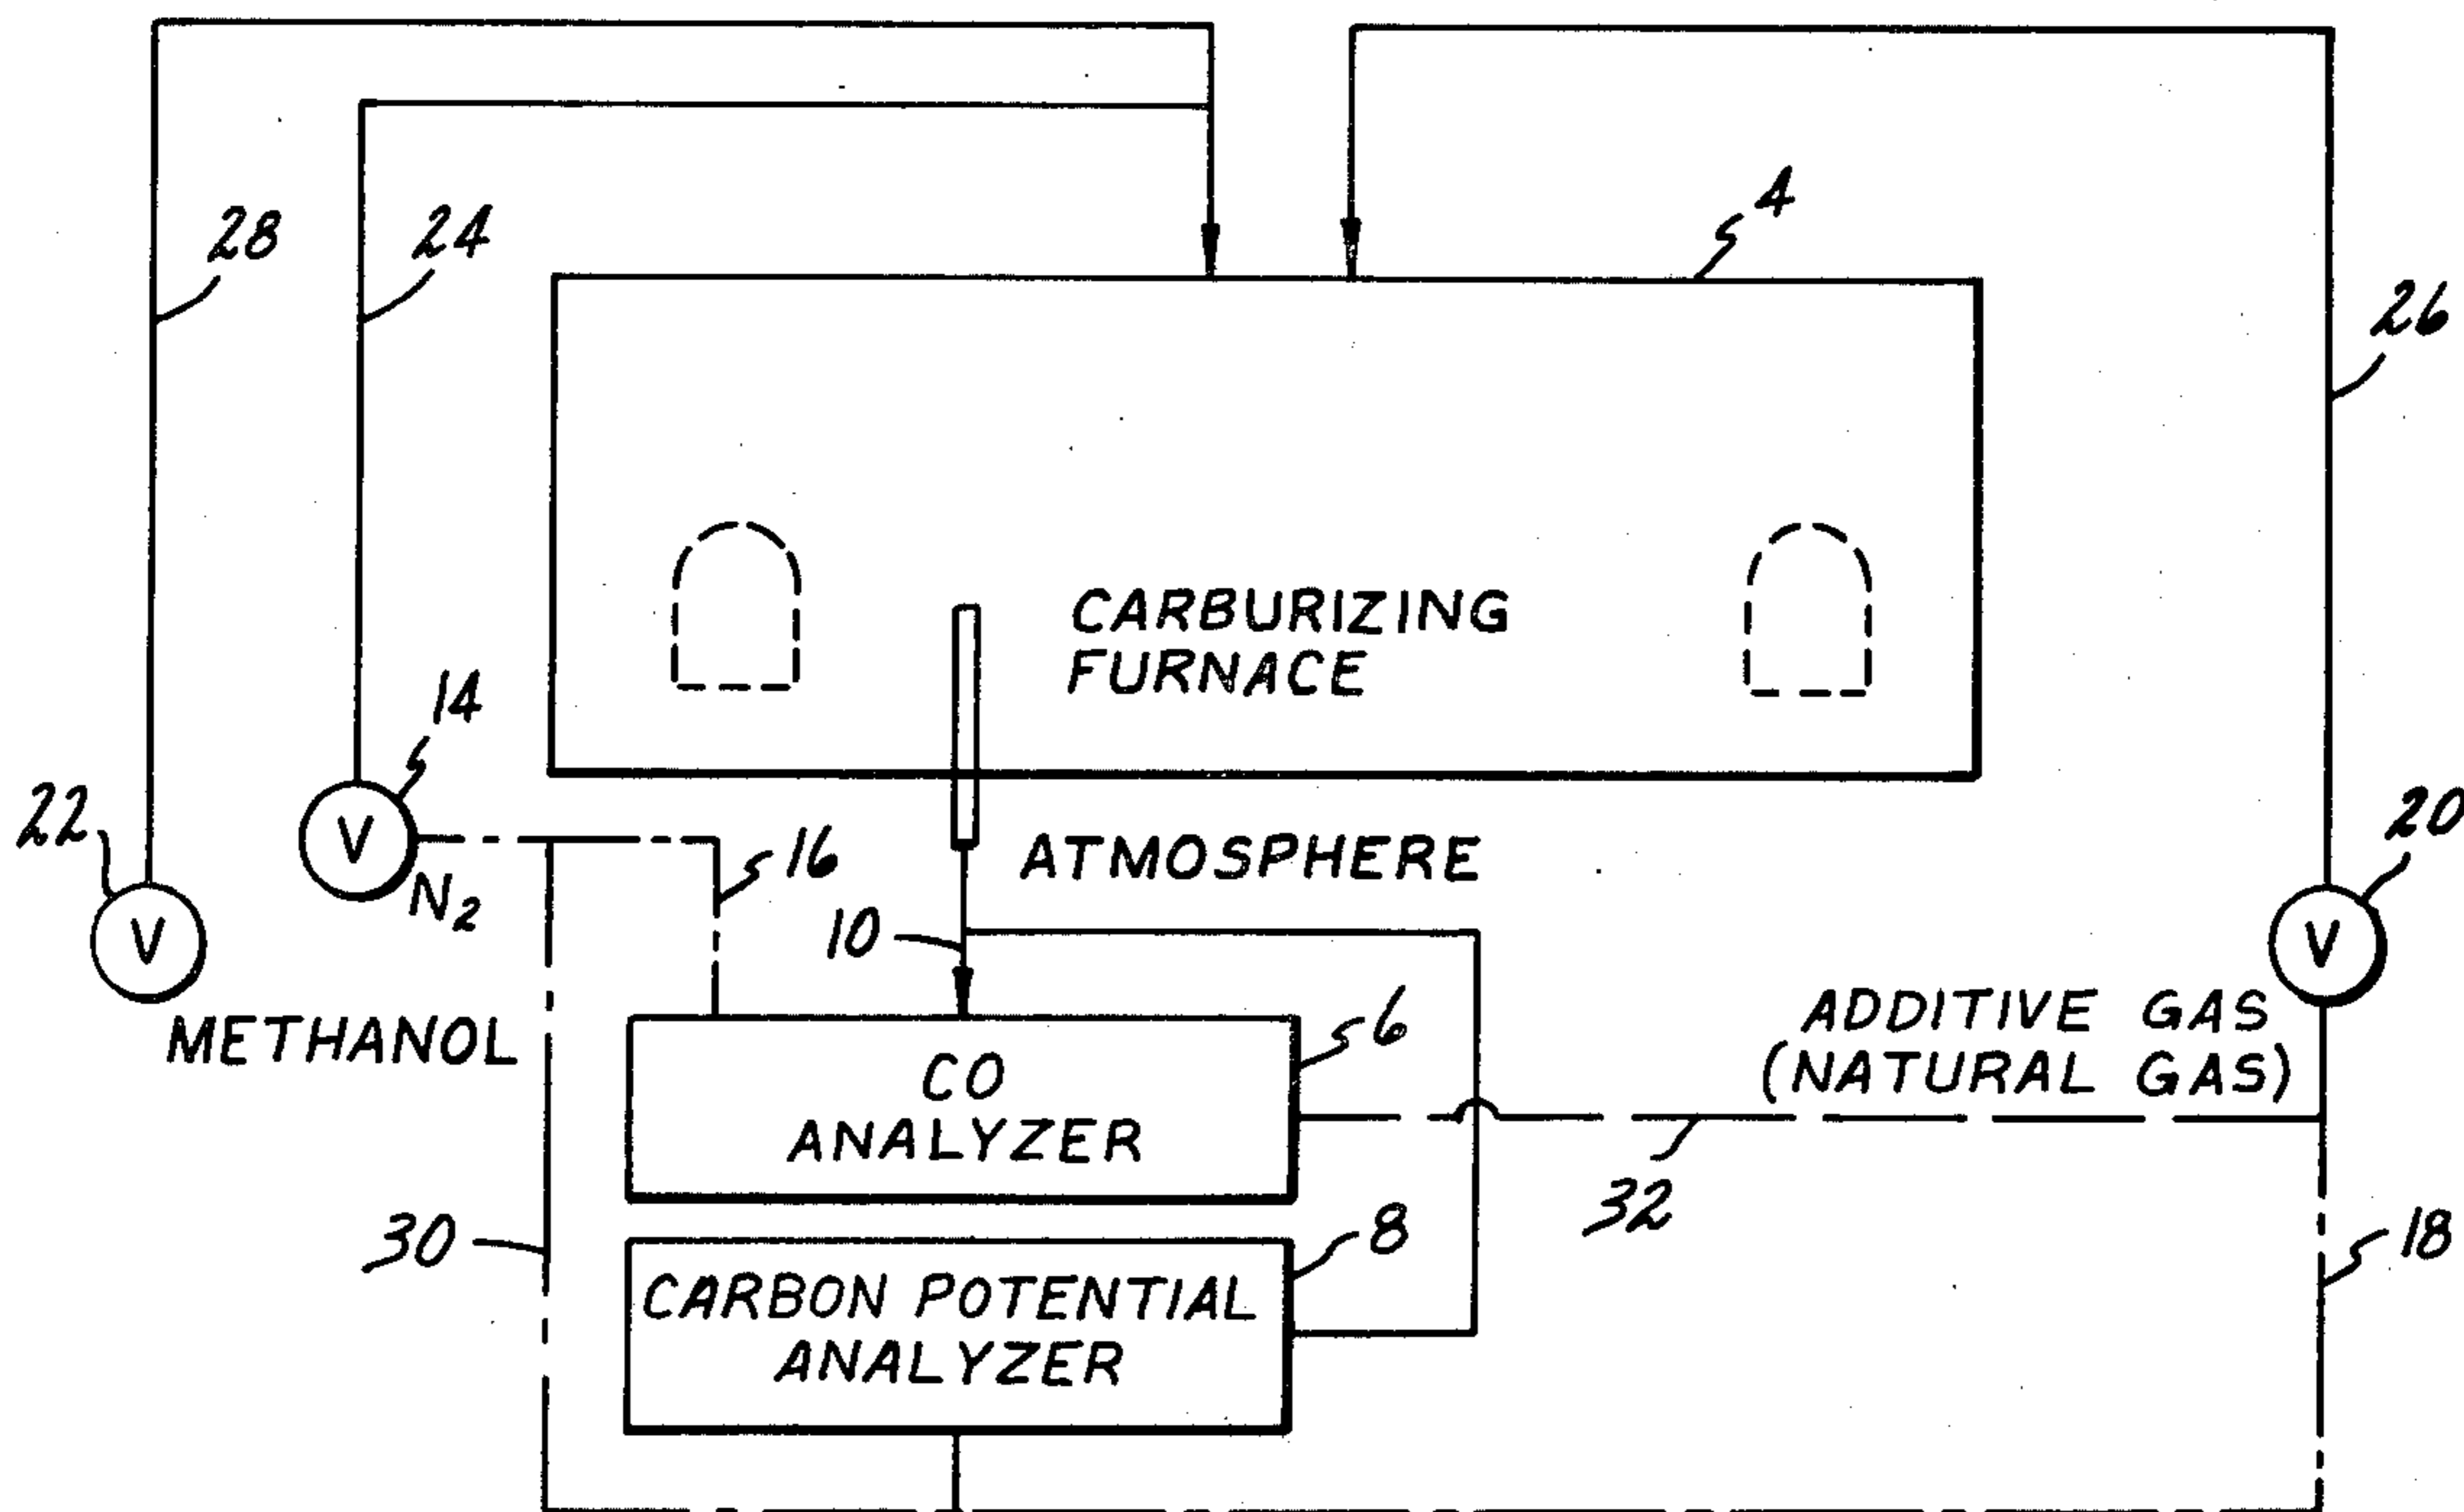 28
24
4
26
CARBURIZING
FURNACE
14
22
V
N2
16
ATMOSPHERE
20
V
10
V
METHANOL
6
ADDITIVE GAS
(NATURAL GAS)
CO
ANALYZER
32
30
8
18
CARBON POTENTIAL
ANALYZER